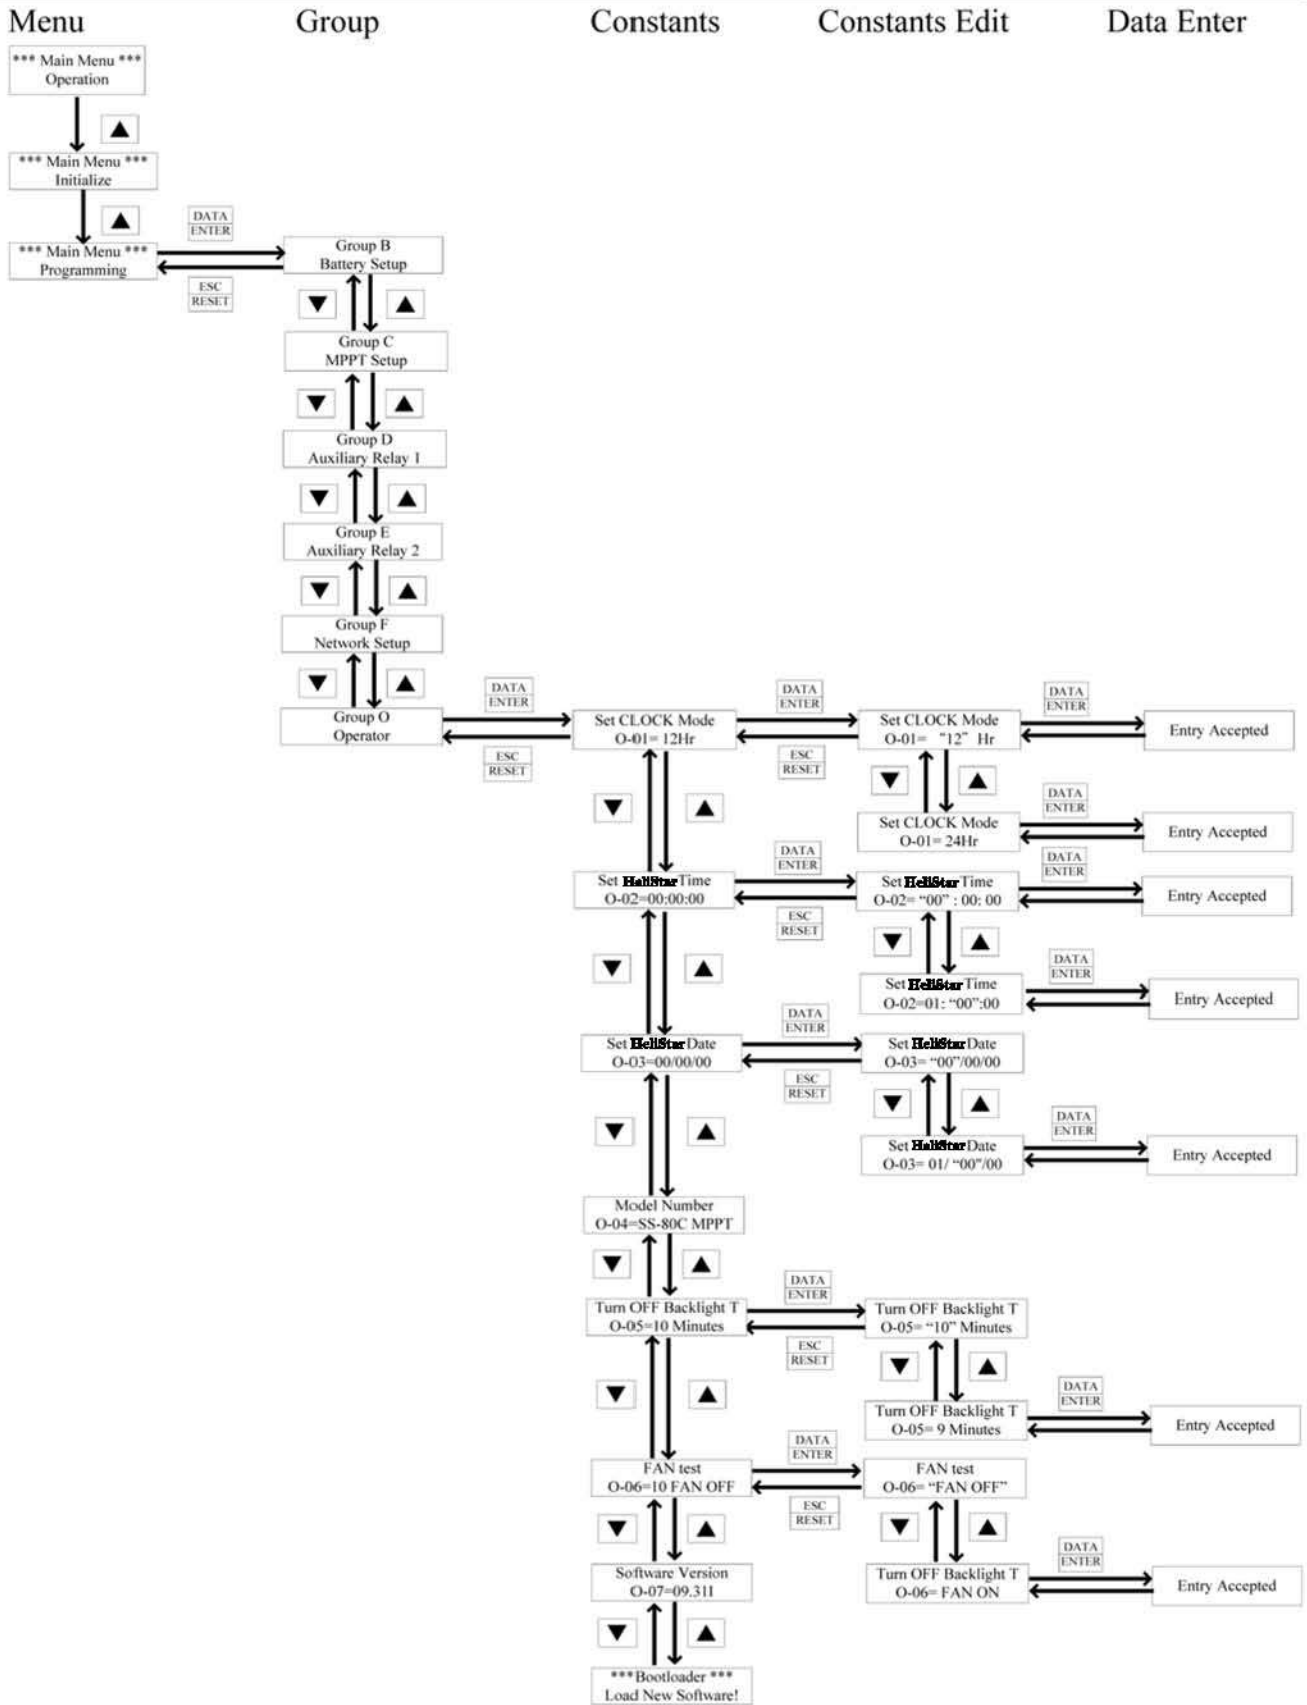 Menu
Group
Constants
Constants Edit
Data Enter
*** Main Menu ***
Operation
*** Main Menu ***
Initialize
*** Main Menu ***
Programming
DATA
ENTER
ESC
RESET
Group B
Battery Setup
Group C
MPPT Setup
Group D
Auxiliary Relay 1
Group E
Auxiliary Relay 2
Group F
Network Setup
Group O
Operator
DATA
ENTER
ESC
RESET
Set CLOCK Mode
O-01= 12Hr
DATA
ENTER
ESC
RESET
Set CLOCK Mode
O-01= “12” Hr
DATA
ENTER
Entry Accepted
Set CLOCK Mode
O-01= 24Hr
DATA
ENTER
Entry Accepted
Set HeliStar Time
O-02=00:00:00
DATA
ENTER
ESC
RESET
Set HeliStar Time
O-02= “00” : 00: 00
DATA
ENTER
Entry Accepted
Set HeliStar Time
O-02=01: “00”:00
DATA
ENTER
Entry Accepted
Set HeliStar Date
O-03=00/00/00
DATA
ENTER
ESC
RESET
Set HeliStar Date
O-03= “00”/00/00
Set HeliStar Date
O-03= 01/ “00”/00
DATA
ENTER
Entry Accepted
Model Number
O-04=SS-80C MPPT
Turn OFF Backlight T
O-05=10 Minutes
DATA
ENTER
ESC
RESET
Turn OFF Backlight T
O-05= “10” Minutes
Turn OFF Backlight T
O-05= 9 Minutes
DATA
ENTER
Entry Accepted
FAN test
O-06=10 FAN OFF
DATA
ENTER
ESC
RESET
FAN test
O-06= “FAN OFF”
Turn OFF Backlight T
O-06= FAN ON
DATA
ENTER
Entry Accepted
Software Version
O-07=09.31I
***Bootloader ***
Load New Software!